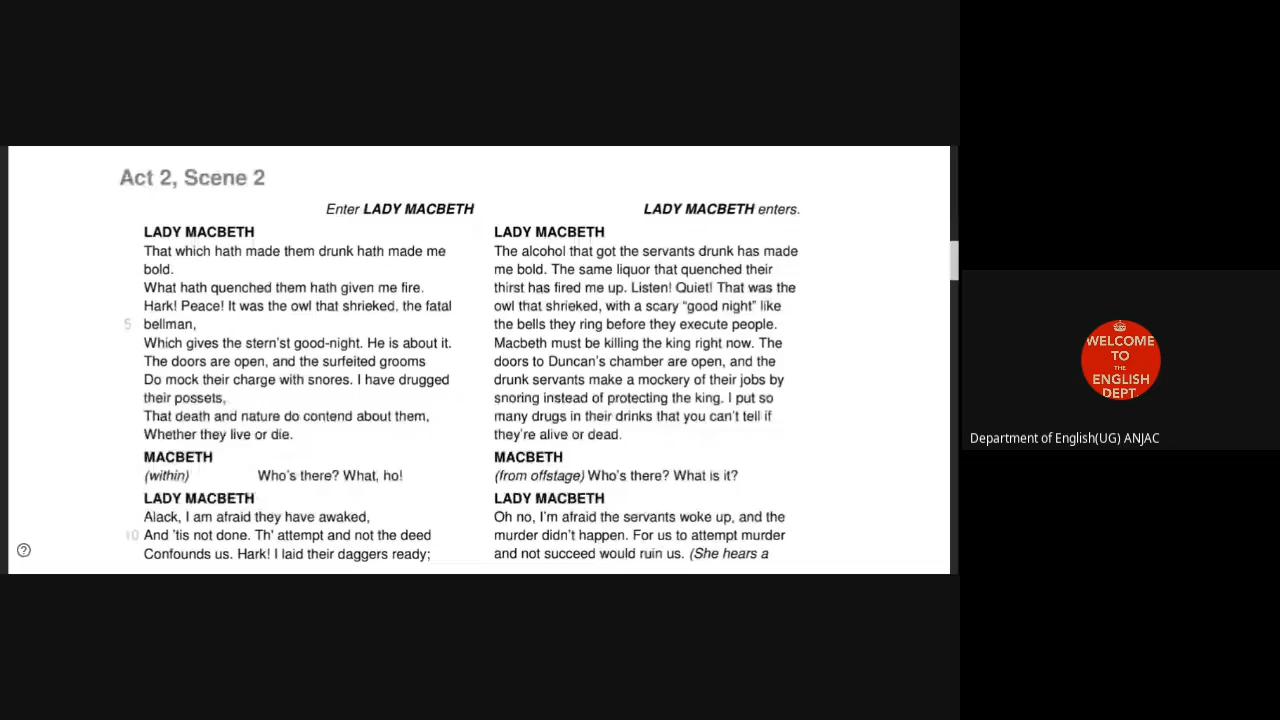 Act 2, Scene 2
Enter LADY MACBETH
LADY MACBETH
That which hath made them drunk hath made me
bold.
What hath quenched them hath given me fire.
Hark! Peace! It was the owl that shrieked, the fatal
5 bellman,
Which gives the stern'st good-night. He is about it.
The doors are open, and the surfeited grooms
Do mock their charge with snores. I have drugged
their possets,
That death and nature do contend about them,
Whether they live or die.
MACBETH
(within) Who's there? What, ho!
LADY MACBETH
Alack, I am afraid they have awaked,
10 And 'tis not done. Th' attempt and not the deed
Confounds us. Hark! I laid their daggers ready;
LADY MACBETH enters.
LADY MACBETH
The alcohol that got the servants drunk has made
me bold. The same liquor that quenched their
thirst has fired me up. Listen! Quiet! That was the
owl that shrieked, with a scary “good night” like
the bells they ring before they execute people.
Macbeth must be killing the king right now. The
doors to Duncan's chamber are open, and the
drunk servants make a mockery of their jobs by
snoring instead of protecting the king. I put so
many drugs in their drinks that you can't tell if
they're alive or dead.
MACBETH
(from offstage) Who's there? What is it?
LADY MACBETH
Oh no, I'm afraid the servants woke up, and the
murder didn't happen. For us to attempt murder
and not succeed would ruin us. (She hears a
WELCOME
TO
THE
ENGLISH
DEPT.
Department of English(UG) ANJAC